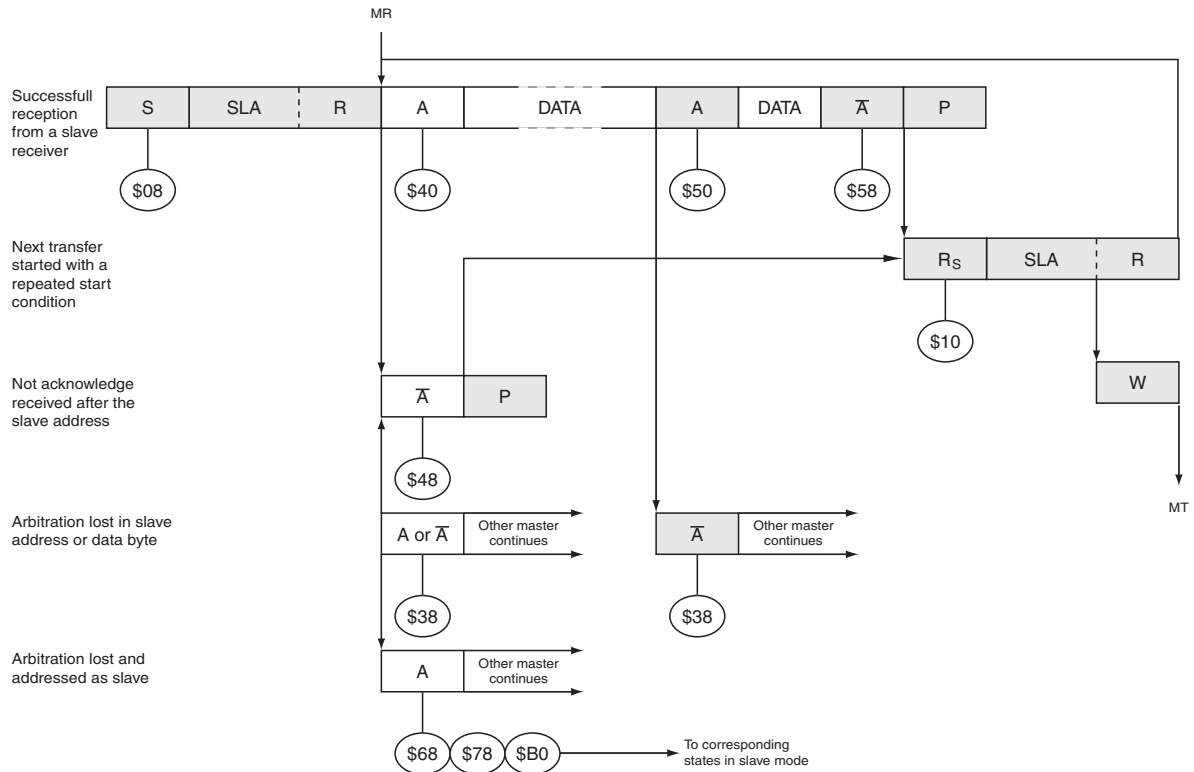 MR
Successfull
reception
from a slave
receiver
S SLA R A DATA A DATA A̅ P
$08 $40 $50 $58
Next transfer
started with a
repeated start
condition
RS SLA R
$10
Not acknowledge
received after the
slave address
A̅ P
W
$48
MT
Arbitration lost in slave
address or data byte
A or A̅ Other master
continues
A̅ Other master
continues
$38 $38
Arbitration lost and
addressed as slave
A Other master
continues
$68 $78 $B0 To corresponding
states in slave mode